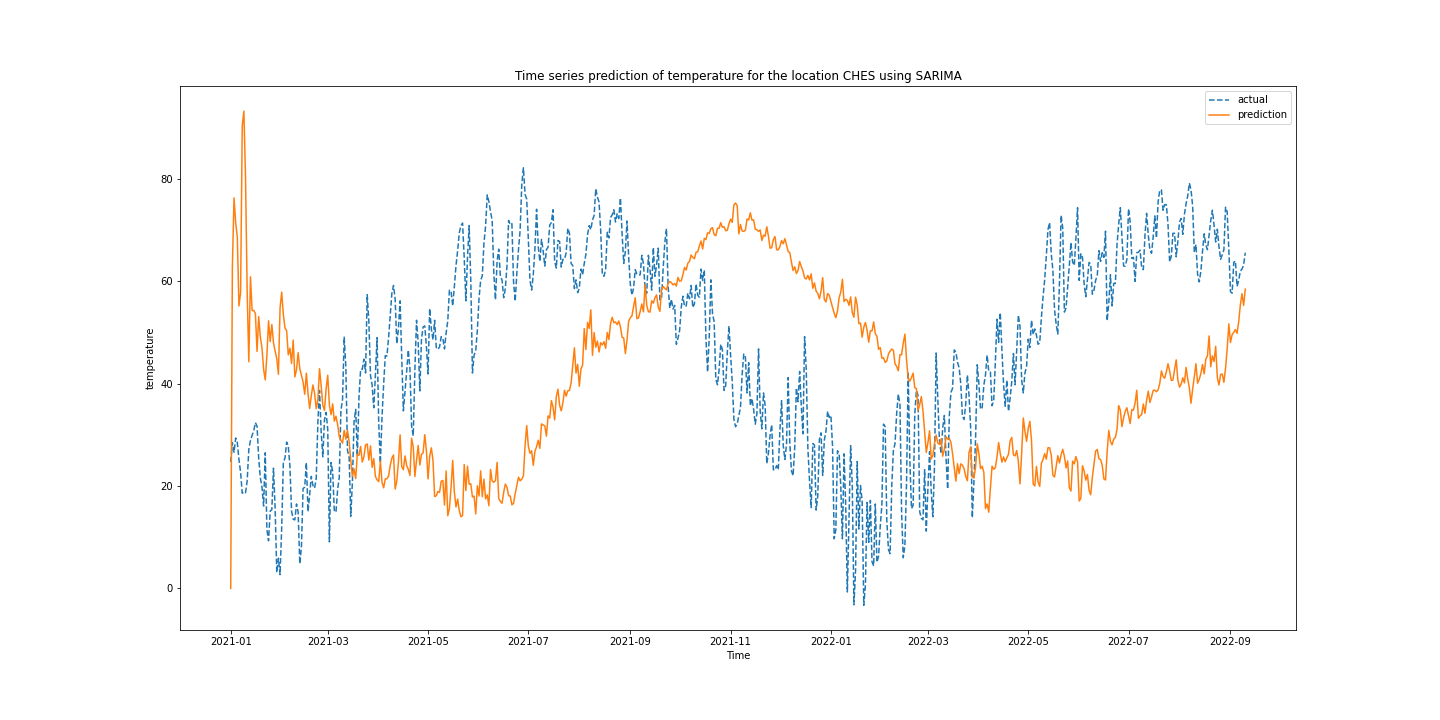 Time series prediction of temperature for the location CHES using SARIMA
actual
prediction
temperature
80
60
40
20
0
2021-01 2021-03 2021-05 2021-07 2021-09 2021-11 2022-01 2022-03 2022-05 2022-07 2022-09
Time